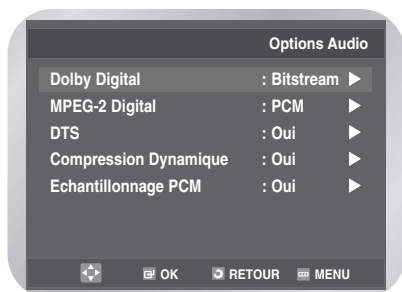 Options Audio
Dolby Digital : Bitstream
MPEG-2 Digital : PCM
DTS : Oui
Compression Dynamique : Oui
Echantillonnage PCM : Oui
OK RETOUR MENU